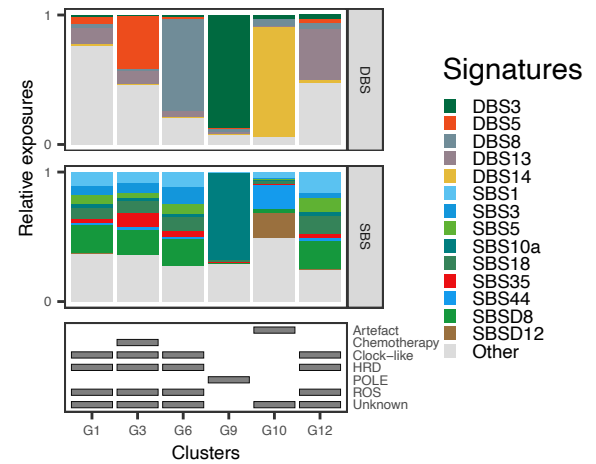 1
0
Relative exposures
DBS
1
0
SBS
Signatures
DBS3
DBS5
DBS8
DBS13
DBS14
SBS1
SBS3
SBS5
SBS10a
SBS18
SBS35
SBS44
SBSD8
SBSD12
Other
Artefact
Chemotherapy
Clock-like
HRD
POLE
ROS
Unknown
G1 G3 G6 G9 G10 G12
Clusters